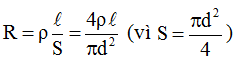 R = ρ ℓ/S = 4ρℓ/πd² (vì S = πd²/4 )